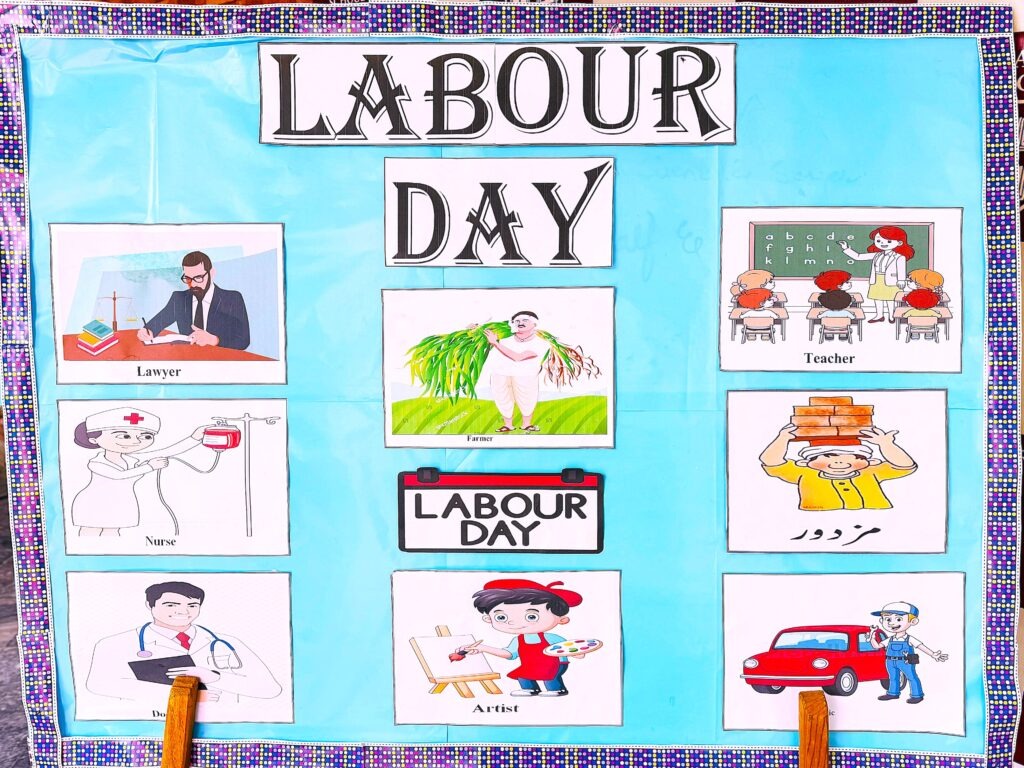 LABOUR
DAY
a b c d e
f g h i
k l m n o
Lawyer
Teacher
Farmer
Nurse
LABOUR
DAY
مزدور
Artist